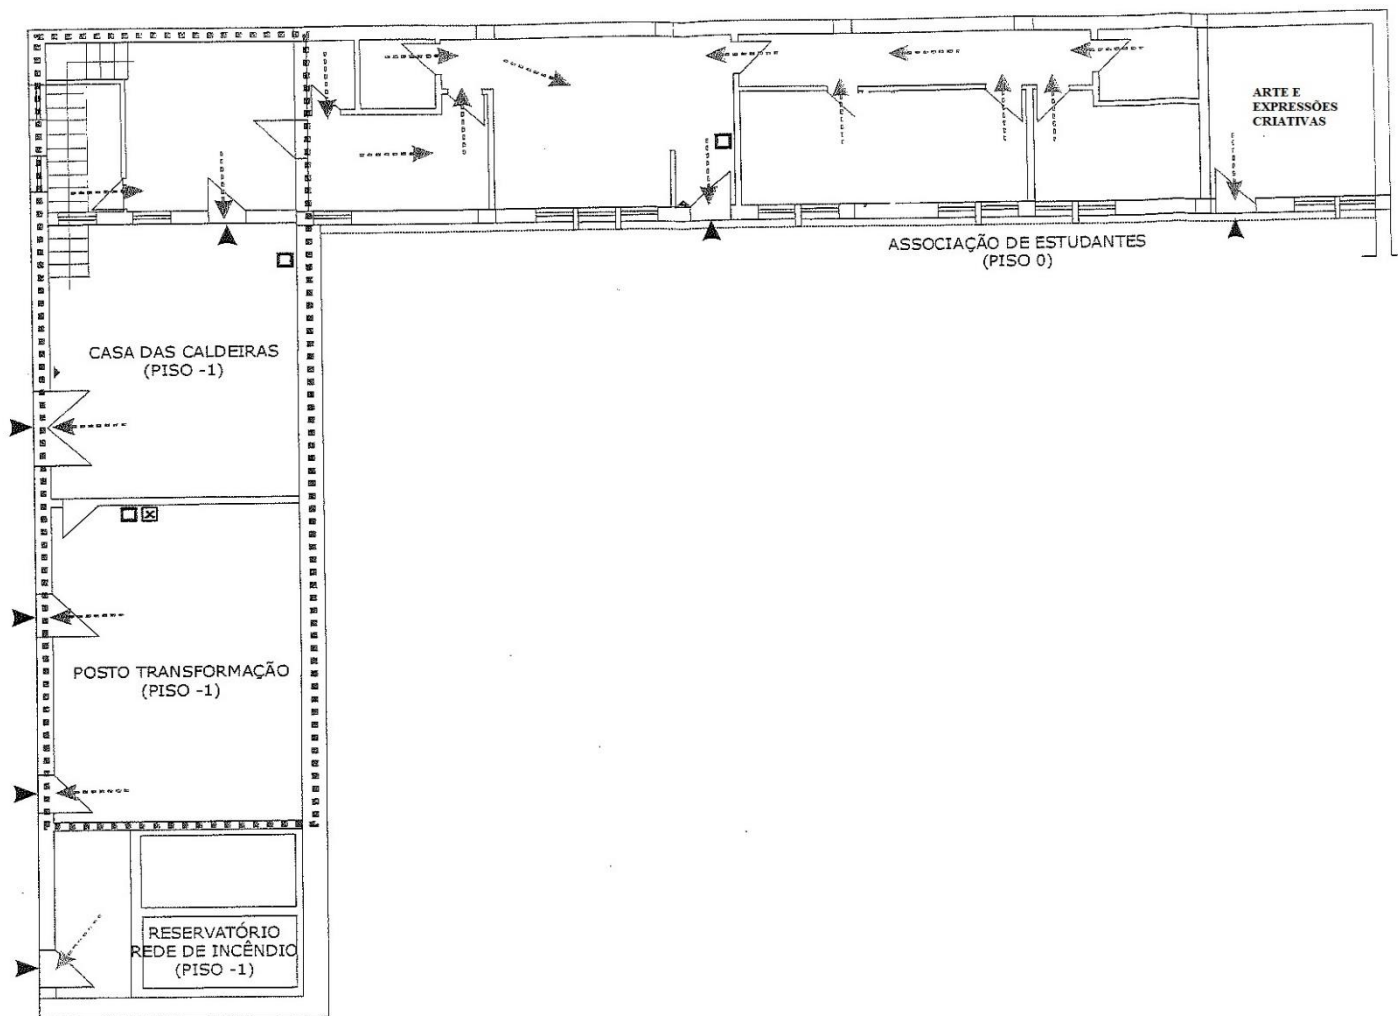 ARTE E
EXPRESSÕES
CRIATIVAS
ASSOCIAÇÃO DE ESTUDANTES
(PISO 0)
CASA DAS CALDEIRAS
(PISO -1)
POSTO TRANSFORMAÇÃO
(PISO -1)
RESERVATÓRIO
REDE DE INCÊNDIO
(PISO -1)